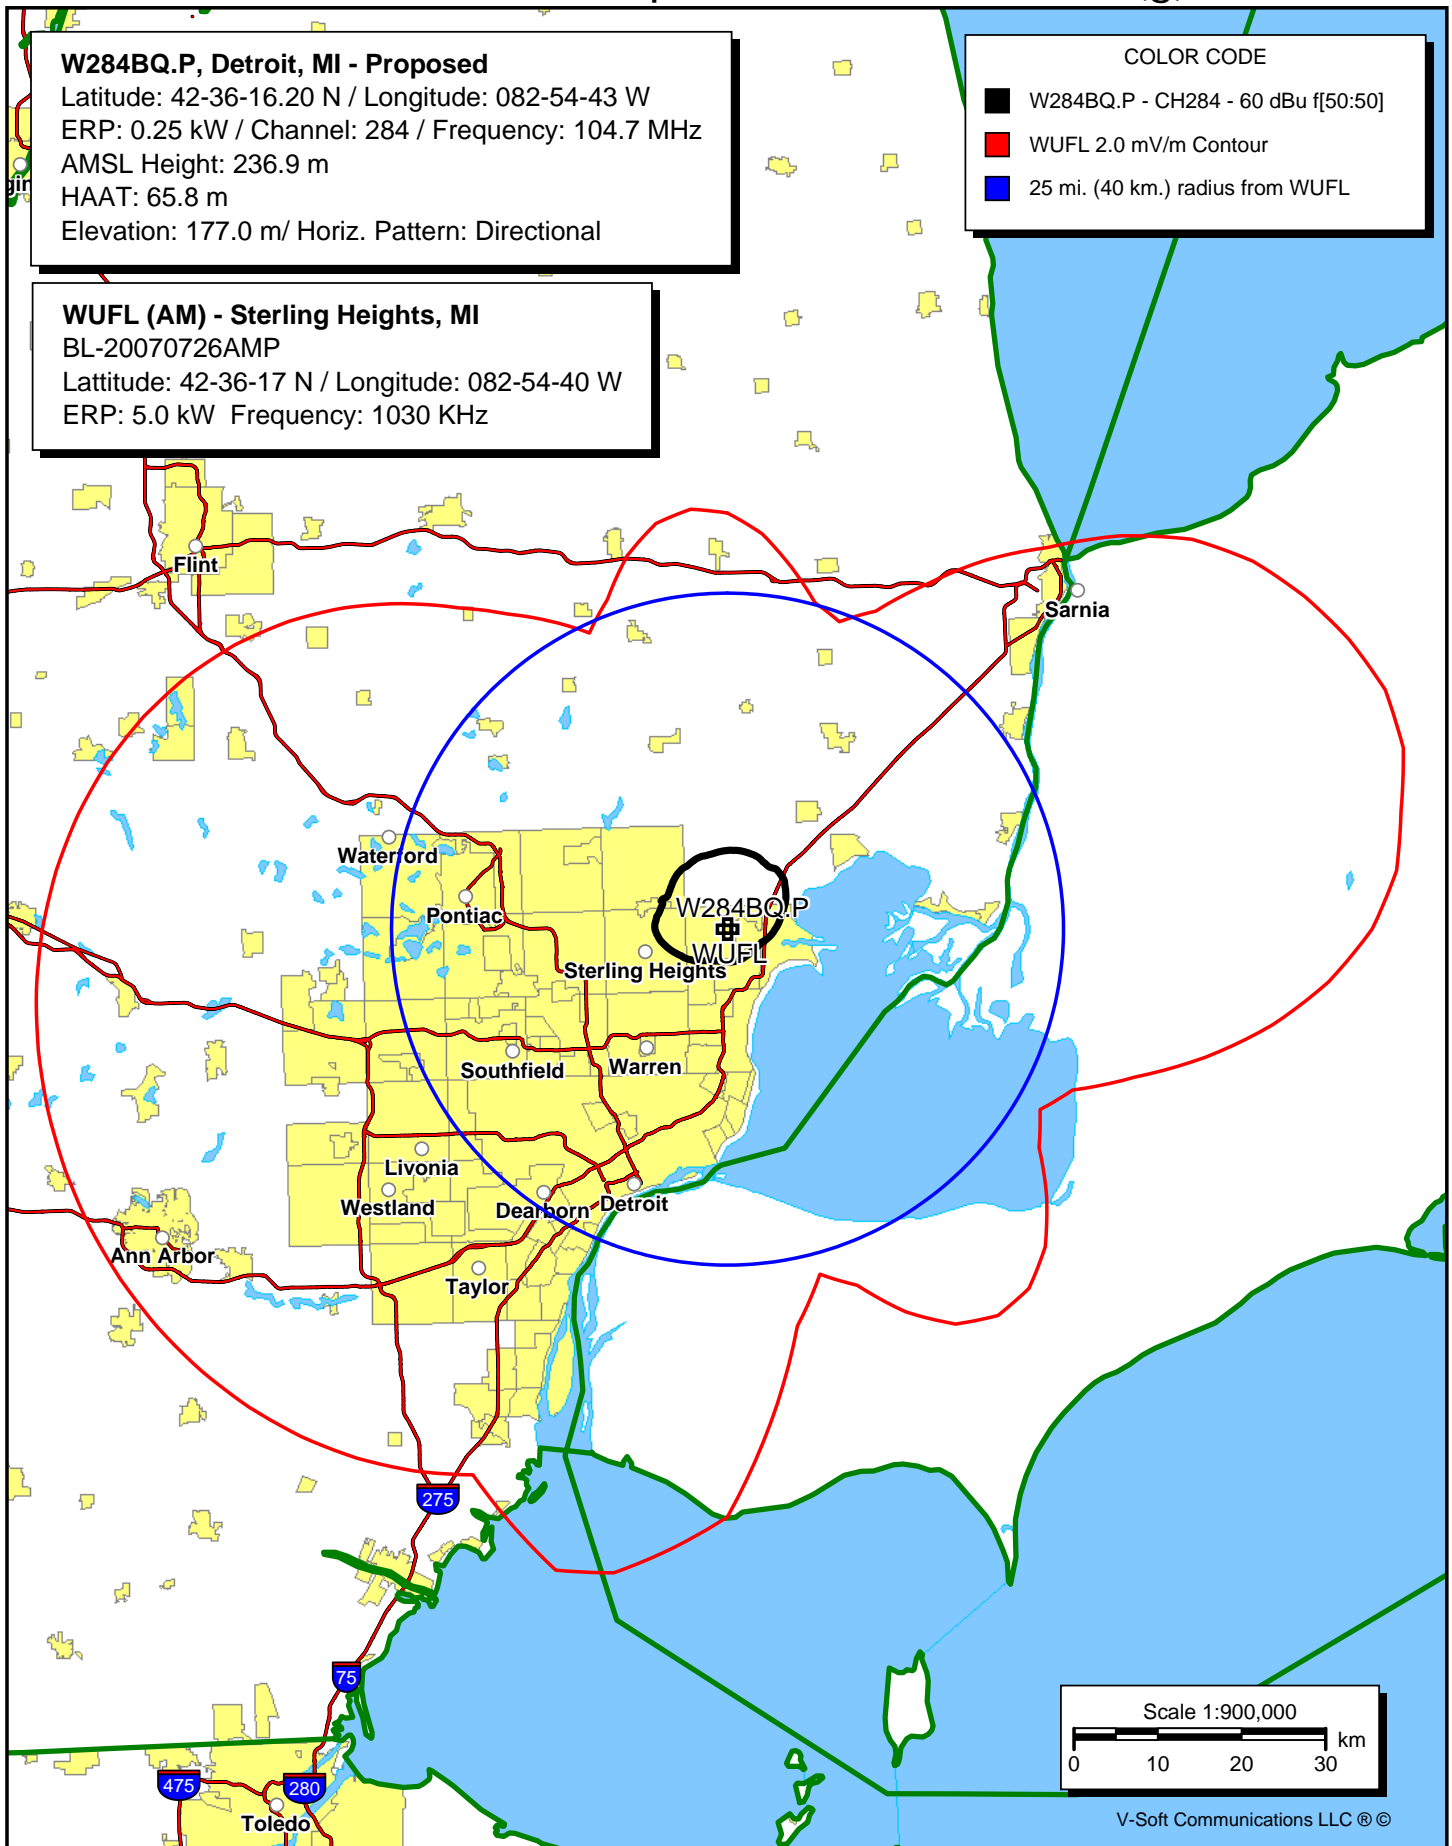 W284BQ.P, Detroit, MI - Proposed
Latitude: 42-36-16.20 N / Longitude: 082-54-43 W
ERP: 0.25 kW / Channel: 284 / Frequency: 104.7 MHz
AMSL Height: 236.9 m
HAAT: 65.8 m
Elevation: 177.0 m/ Horiz. Pattern: Directional
COLOR CODE
W284BQ.P - CH284 - 60 dBu f[50:50]
WUFL 2.0 mV/m Contour
25 mi. (40 km.) radius from WUFL
WUFL (AM) - Sterling Heights, MI
BL-20070726AMP
Lattitude: 42-36-17 N / Longitude: 082-54-40 W
ERP: 5.0 kW  Frequency: 1030 KHz
Flint
Sarnia
Waterford
Pontiac
W284BQ.P
WUFL
Sterling Heights
Southfield
Warren
Livonia
Westland
Dearborn
Detroit
Ann Arbor
Taylor
275
75
475
280
Toledo
Scale 1:900,000
km
0 10 20 30
V-Soft Communications LLC ® ©